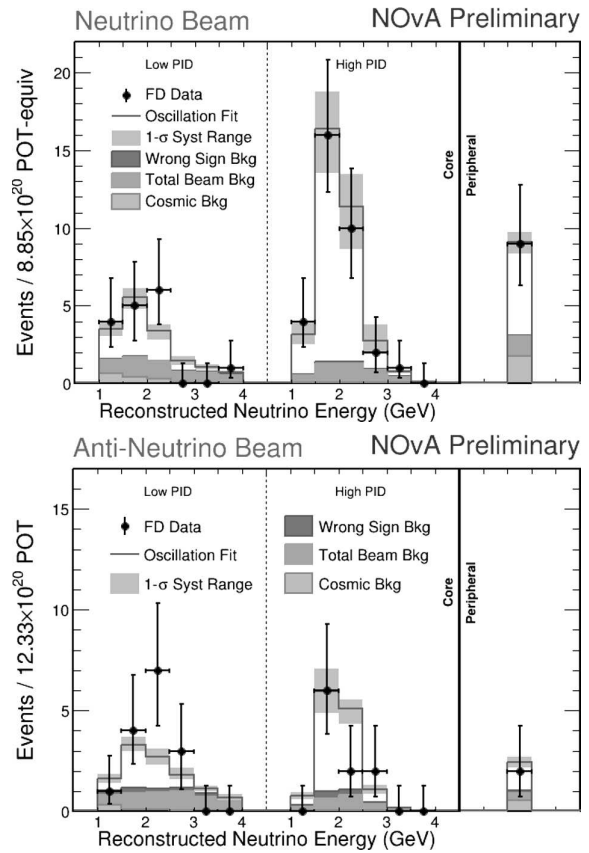 Neutrino Beam NOvA Preliminary
Low PID High PID
FD Data
Oscillation Fit
1-σ Syst Range
Wrong Sign Bkg
Total Beam Bkg
Cosmic Bkg
Core
Peripheral
Events / 8.85×10²⁰ POT-equiv
20
15
10
5
0
1 2 3 4 1 2 3 4
Reconstructed Neutrino Energy (GeV)
Anti-Neutrino Beam NOvA Preliminary
Low PID High PID
FD Data
Oscillation Fit
1-σ Syst Range
Wrong Sign Bkg
Total Beam Bkg
Cosmic Bkg
Core
Peripheral
Events / 12.33×10²⁰ POT
15
10
5
0
1 2 3 4 1 2 3 4
Reconstructed Neutrino Energy (GeV)